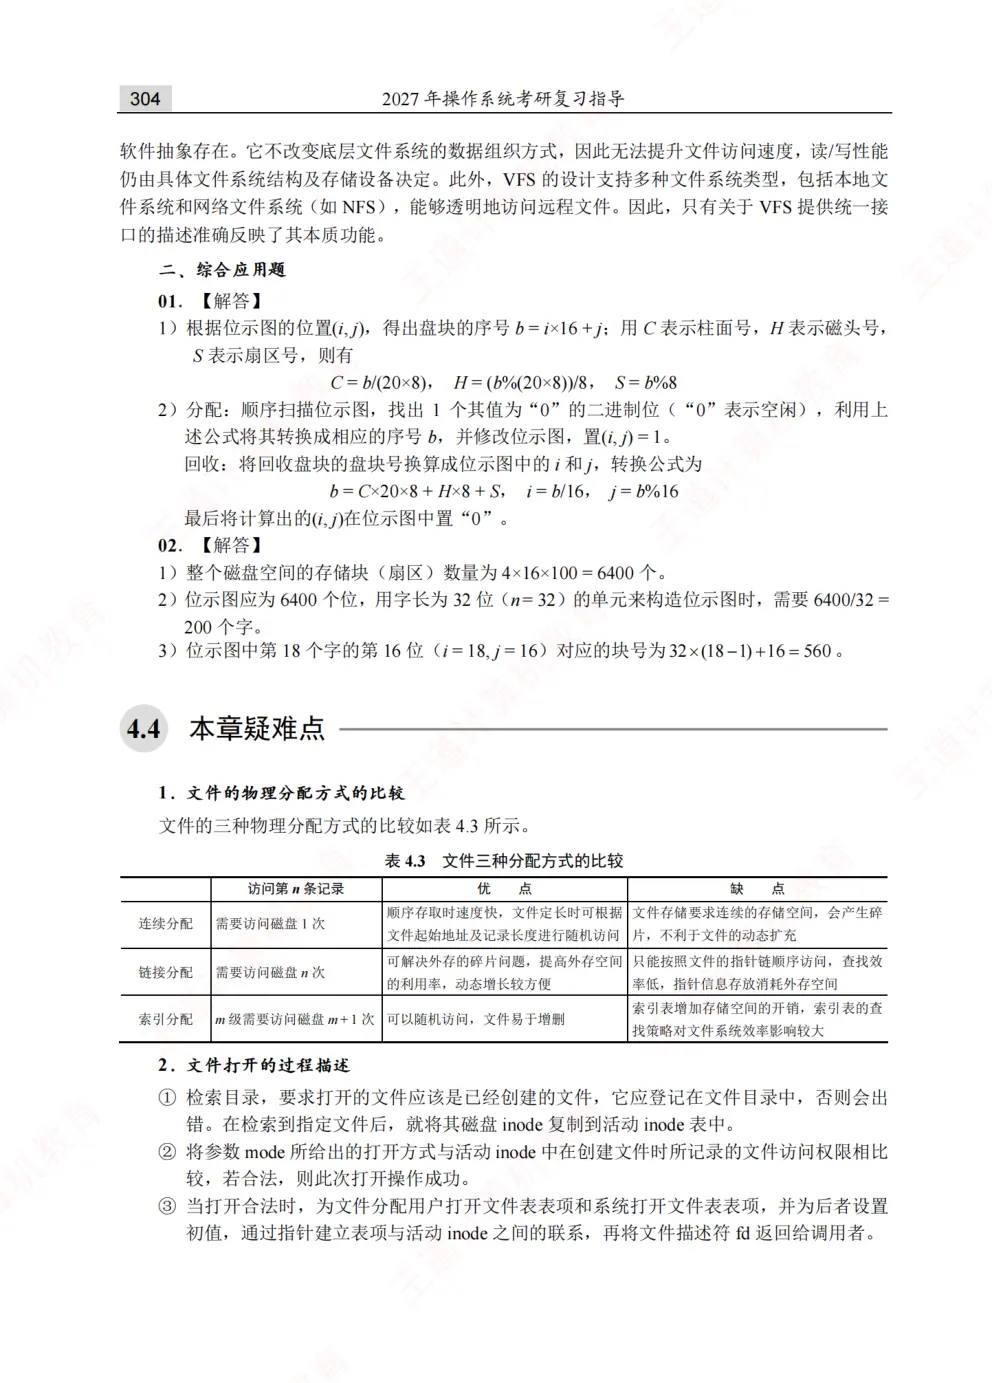 304
2027 年操作系统考研复习指导
软件抽象存在。它不改变底层文件系统的数据组织方式，因此无法提升文件访问速度，读/写性能
仍由具体文件系统结构及存储设备决定。此外，VFS 的设计支持多种文件系统类型，包括本地文
件系统和网络文件系统（如 NFS），能够透明地访问远程文件。因此，只有关于 VFS 提供统一接
口的描述准确反映了其本质功能。
二、综合应用题
01．【解答】
1）根据位示图的位置(i, j)，得出盘块的序号 b = i×16 + j；用 C 表示柱面号，H 表示磁头号，
S 表示扇区号，则有
C = b/(20×8)， H = (b%(20×8))/8， S = b%8
2）分配：顺序扫描位示图，找出 1 个其值为“0”的二进制位（“0”表示空闲），利用上
述公式将其转换成相应的序号 b，并修改位示图，置(i, j) = 1。
回收：将回收盘块的盘块号换算成位示图中的 i 和 j，转换公式为
b = C×20×8 + H×8 + S， i = b/16， j = b%16
最后将计算出的(i, j)在位示图中置“0”。
02．【解答】
1）整个磁盘空间的存储块（扇区）数量为 4×16×100 = 6400 个。
2）位示图应为 6400 个位，用字长为 32 位（n = 32）的单元来构造位示图时，需要 6400/32 =
200 个字。
3）位示图中第 18 个字的第 16 位（i = 18, j = 16）对应的块号为 32×(18−1)+16 = 560 。
4.4 本章疑难点
1．文件的物理分配方式的比较
文件的三种物理分配方式的比较如表 4.3 所示。
表 4.3 文件三种分配方式的比较
访问第 n 条记录 优 点 缺 点
连续分配 需要访问磁盘 1 次 顺序存取时速度快，文件定长时可根据 文件存储要求连续的存储空间，会产生碎
文件起始地址及记录长度进行随机访问 片，不利于文件的动态扩充
链接分配 需要访问磁盘 n 次 可解决外存的碎片问题，提高外存空间 只能按照文件的指针链顺序访问，查找效
的利用率，动态增长较方便 率低，指针信息存放消耗外存空间
索引分配 m 级需要访问磁盘 m + 1 次 可以随机访问，文件易于增删 索引表增加存储空间的开销，索引表的查
找策略对文件系统效率影响较大
2．文件打开的过程描述
① 检索目录，要求打开的文件应该是已经创建的文件，它应登记在文件目录中，否则会出
错。在检索到指定文件后，就将其磁盘 inode 复制到活动 inode 表中。
② 将参数 mode 所给出的打开方式与活动 inode 中在创建文件时所记录的文件访问权限相比
较，若合法，则此次打开操作成功。
③ 当打开合法时，为文件分配用户打开文件表表项和系统打开文件表表项，并为后者设置
初值，通过指针建立表项与活动 inode 之间的联系，再将文件描述符 fd 返回给调用者。